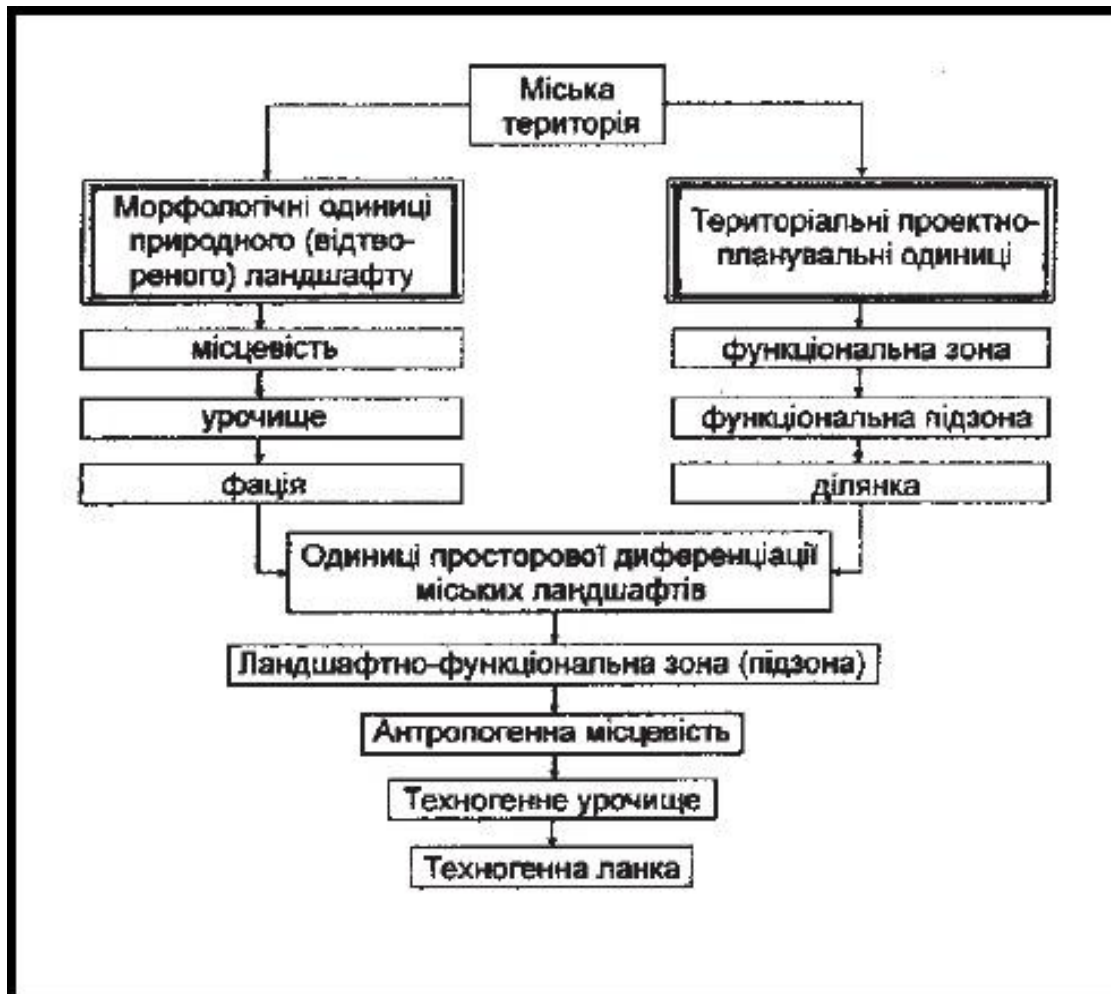 Міська
територія
Морфологічні одиниці
природного (відтво-
реного) ландшафту
Територіальні проектно-
планувальні одиниці
місцевість
функціональна зона
урочище
функціональна підзона
фація
ділянка
Одиниці просторової диференціації
міських ландшафтів
Ландшафтно-функціональна зона (підзона)
Антропогенна місцевість
Техногенне урочище
Техногенна ланка